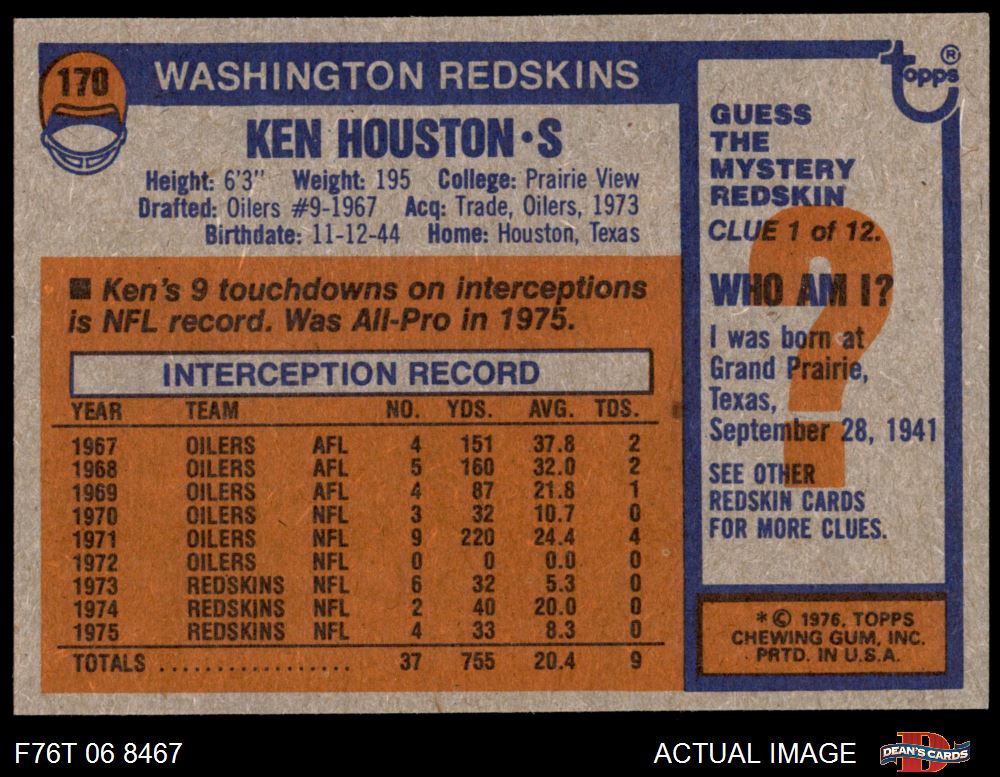 170
WASHINGTON REDSKINS
KEN HOUSTON • S
Height: 6'3" Weight: 195 College: Prairie View
Drafted: Oilers #9-1967 Acq: Trade, Oilers, 1973
Birthdate: 11-12-44 Home: Houston, Texas
■ Ken's 9 touchdowns on interceptions
is NFL record. Was All-Pro in 1975.
INTERCEPTION RECORD
YEAR TEAM NO. YDS. AVG. TDS.
1967 OILERS AFL 4 151 37.8 2
1968 OILERS AFL 5 160 32.0 2
1969 OILERS AFL 4 87 21.8 1
1970 OILERS NFL 3 32 10.7 0
1971 OILERS NFL 9 220 24.4 4
1972 OILERS NFL 0 0 0.0 0
1973 REDSKINS NFL 6 32 5.3 0
1974 REDSKINS NFL 2 40 20.0 0
1975 REDSKINS NFL 4 33 8.3 0
TOTALS .................. 37 755 20.4 9
topps®
GUESS
THE
MYSTERY
REDSKIN
CLUE 1 of 12.
WHO AM I?
?
I was born at
Grand Prairie,
Texas,
September 28, 1941
SEE OTHER
REDSKIN CARDS
FOR MORE CLUES.
* © 1976. TOPPS
CHEWING GUM, INC.
PRTD. IN U.S.A.
F76T 06 8467
ACTUAL IMAGE
D
DEAN'S CARDS